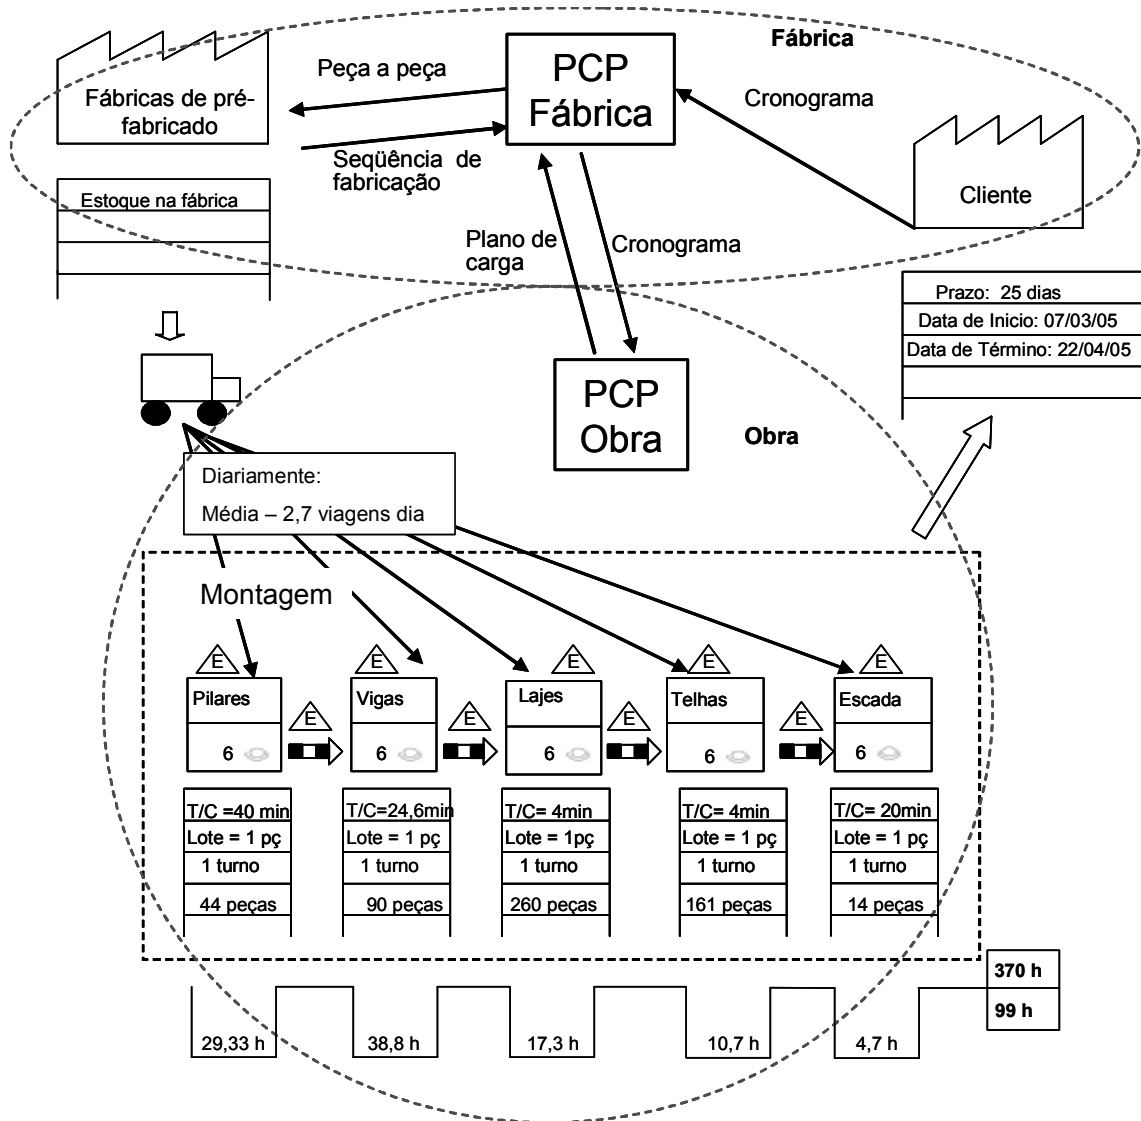 Fábrica
PCP
Fábrica
Peça a peça
Cronograma
Fábricas de pré-
fabricado
Seqüência de
fabricação
Cliente
Estoque na fábrica
Plano de
carga
Cronograma
Prazo: 25 dias
Data de Inicio: 07/03/05
Data de Término: 22/04/05
PCP
Obra
Obra
Diariamente:
Média – 2,7 viagens dia
Montagem
E
E
E
E
E
Pilares
Vigas
Lajes
Telhas
Escada
E
E
E
E
6
6
6
6
6
T/C =40 min
T/C=24,6min
T/C= 4min
T/C= 4min
T/C= 20min
Lote = 1 pç
Lote = 1 pç
Lote = 1pç
Lote = 1 pç
Lote = 1 pç
1 turno
1 turno
1 turno
1 turno
1 turno
44 peças
90 peças
260 peças
161 peças
14 peças
370 h
99 h
29,33 h
38,8 h
17,3 h
10,7 h
4,7 h